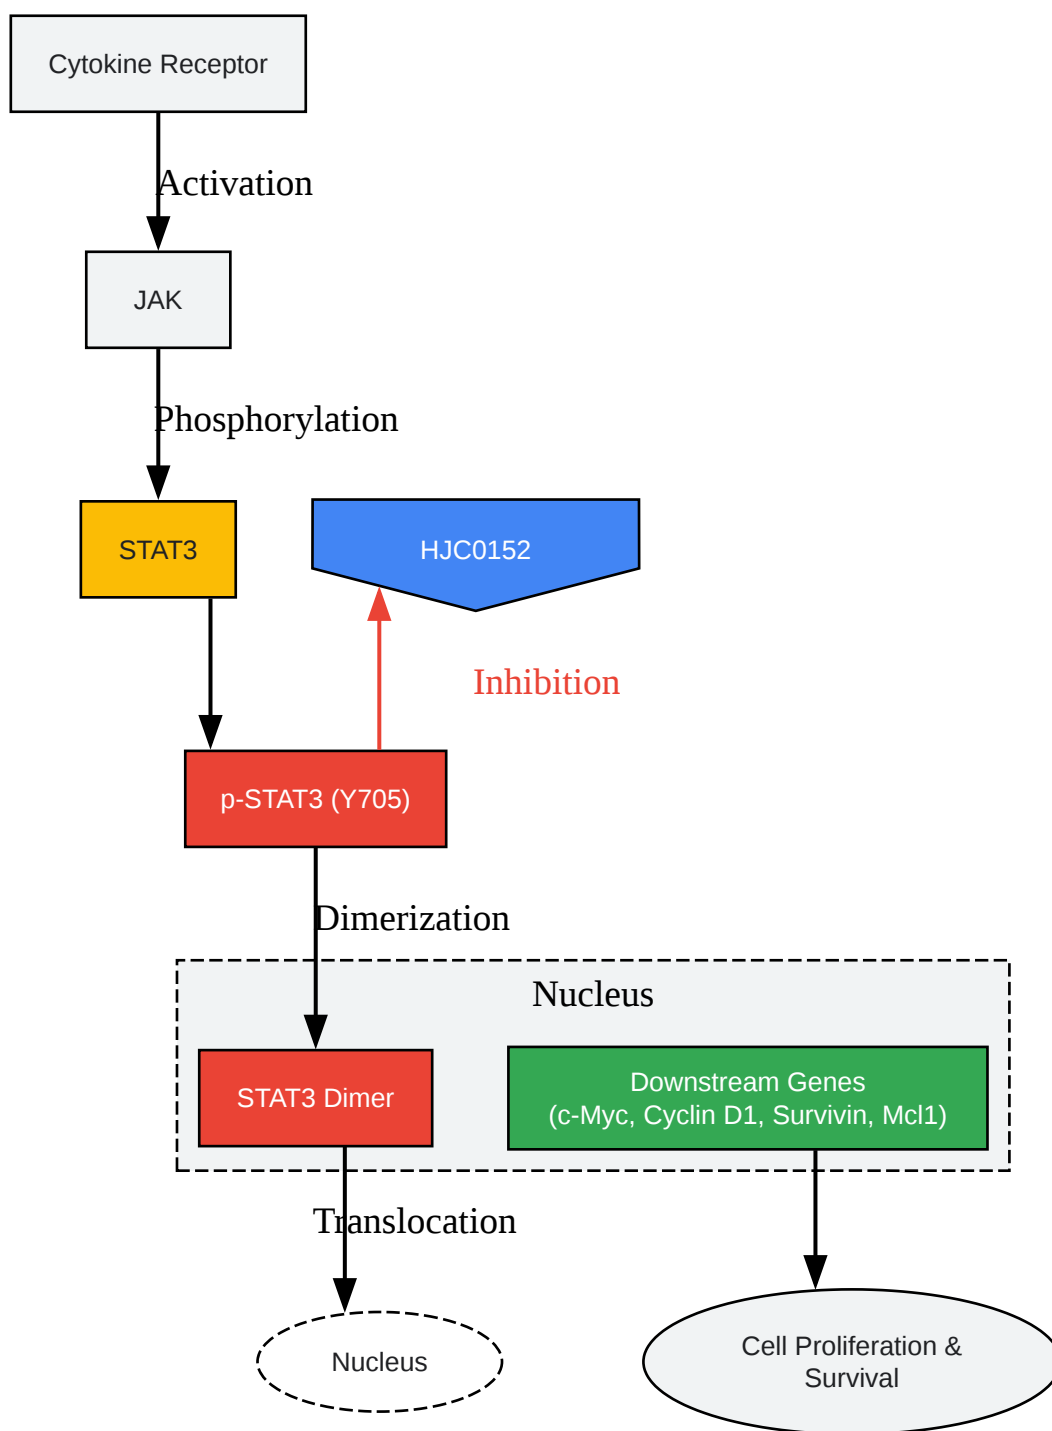 Cytokine Receptor
Activation
JAK
Phosphorylation
STAT3
HJC0152
Inhibition
p-STAT3 (Y705)
Dimerization
Nucleus
STAT3 Dimer
Downstream Genes
(c-Myc, Cyclin D1, Survivin, Mcl1)
Translocation
Nucleus
Cell Proliferation &
Survival